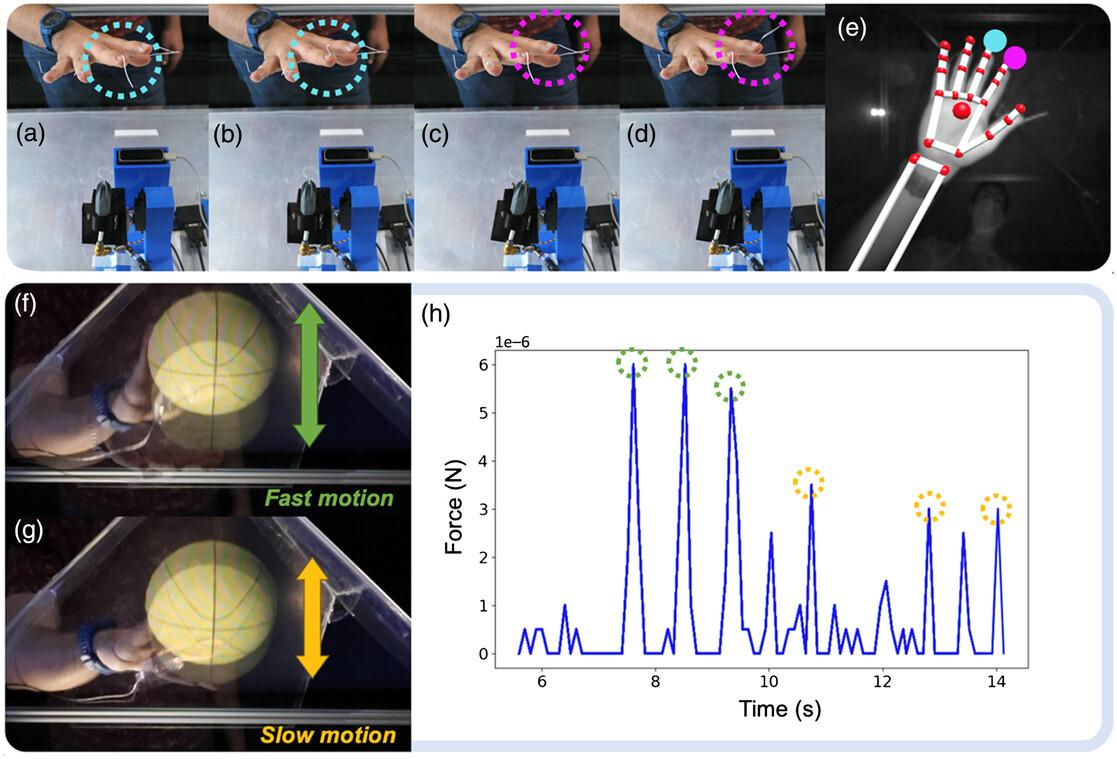 (a)
(b)
(c)
(d)
(e)
(f)
Fast motion
(g)
Slow motion
(h)
1e–6
6
5
4
3
2
1
0
Force (N)
6 8 10 12 14
Time (s)